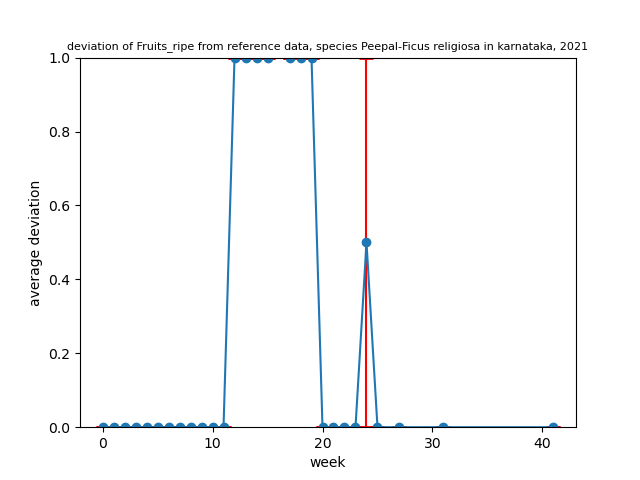 deviation of Fruits_ripe from reference data, species Peepal-Ficus religiosa in karnataka, 2021
1.0
0.8
0.6
0.4
0.2
0.0
average deviation
0 10 20 30 40
week